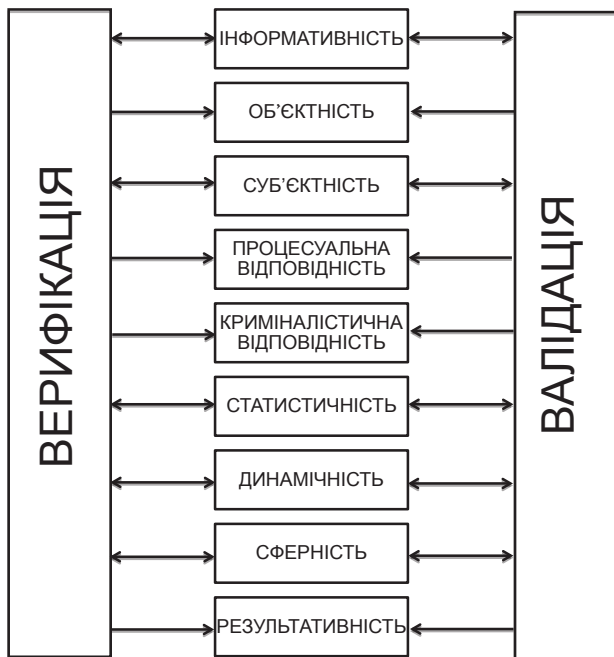 ВЕРИФІКАЦІЯ
ІНФОРМАТИВНІСТЬ
ОБ’ЄКТНІСТЬ
СУБ’ЄКТНІСТЬ
ПРОЦЕСУАЛЬНА
ВІДПОВІДНІСТЬ
КРИМІНАЛІСТИЧНА
ВІДПОВІДНІСТЬ
СТАТИСТИЧНІСТЬ
ДИНАМІЧНІСТЬ
СФЕРНІСТЬ
РЕЗУЛЬТАТИВНІСТЬ
ВАЛІДАЦІЯ